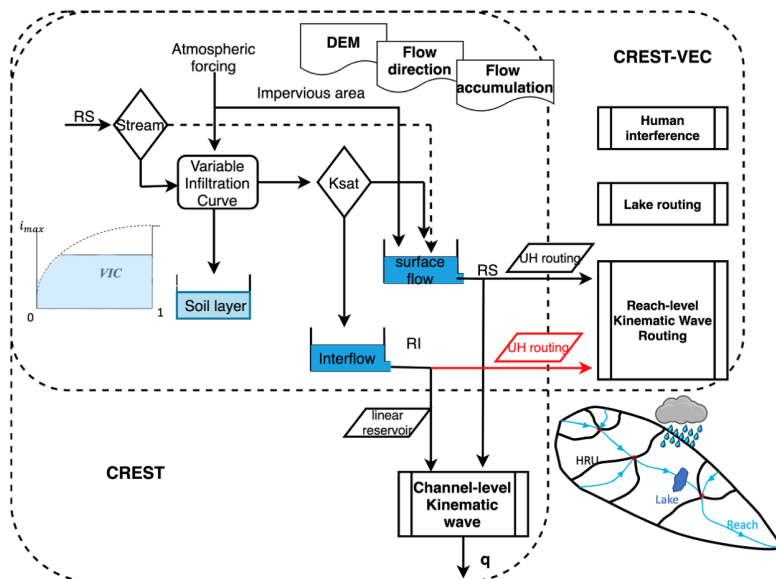 DEM
Flow
direction
Flow
accumulation
CREST-VEC
Atmospheric
forcing
Impervious area
RS
Stream
Human
interference
Variable
Infiltration
Curve
Ksat
Lake routing
imax
VIC
0
1
Soil layer
surface
flow
RS
UH routing
Reach-level
Kinematic Wave
Routing
Interflow
RI
UH routing
linear
reservoir
CREST
Channel-level
Kinematic
wave
q
HRU
Lake
Reach